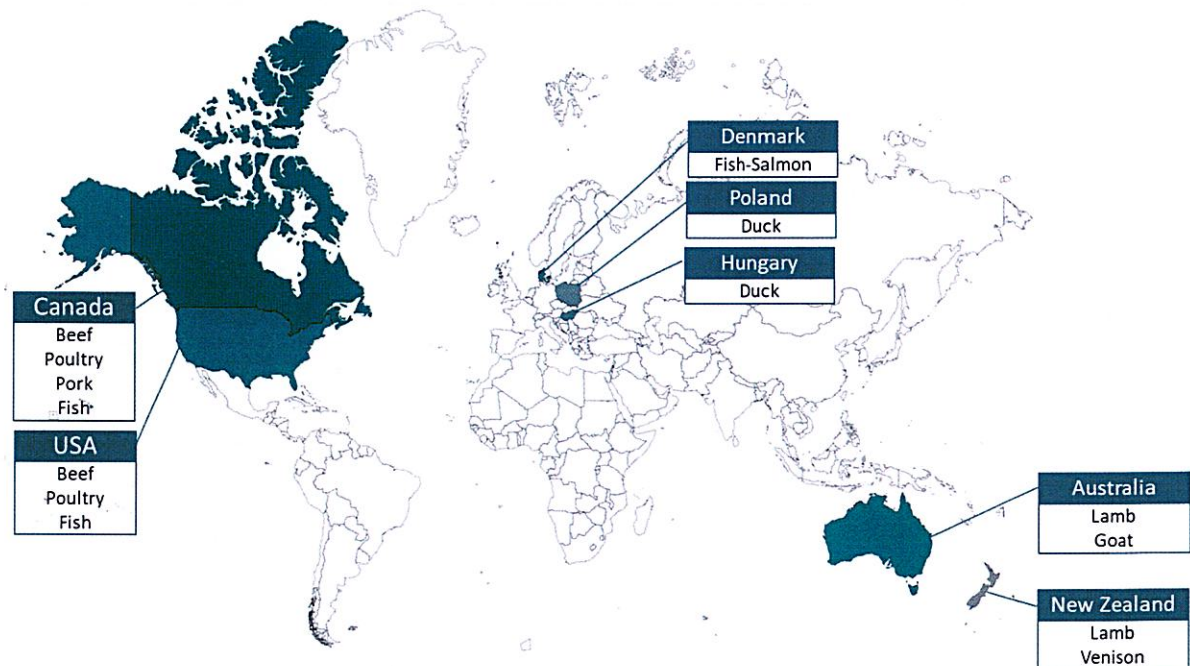 Denmark
Fish-Salmon
Poland
Duck
Hungary
Duck
Canada
Beef
Poultry
Pork
Fish
USA
Beef
Poultry
Fish
Australia
Lamb
Goat
New Zealand
Lamb
Venison